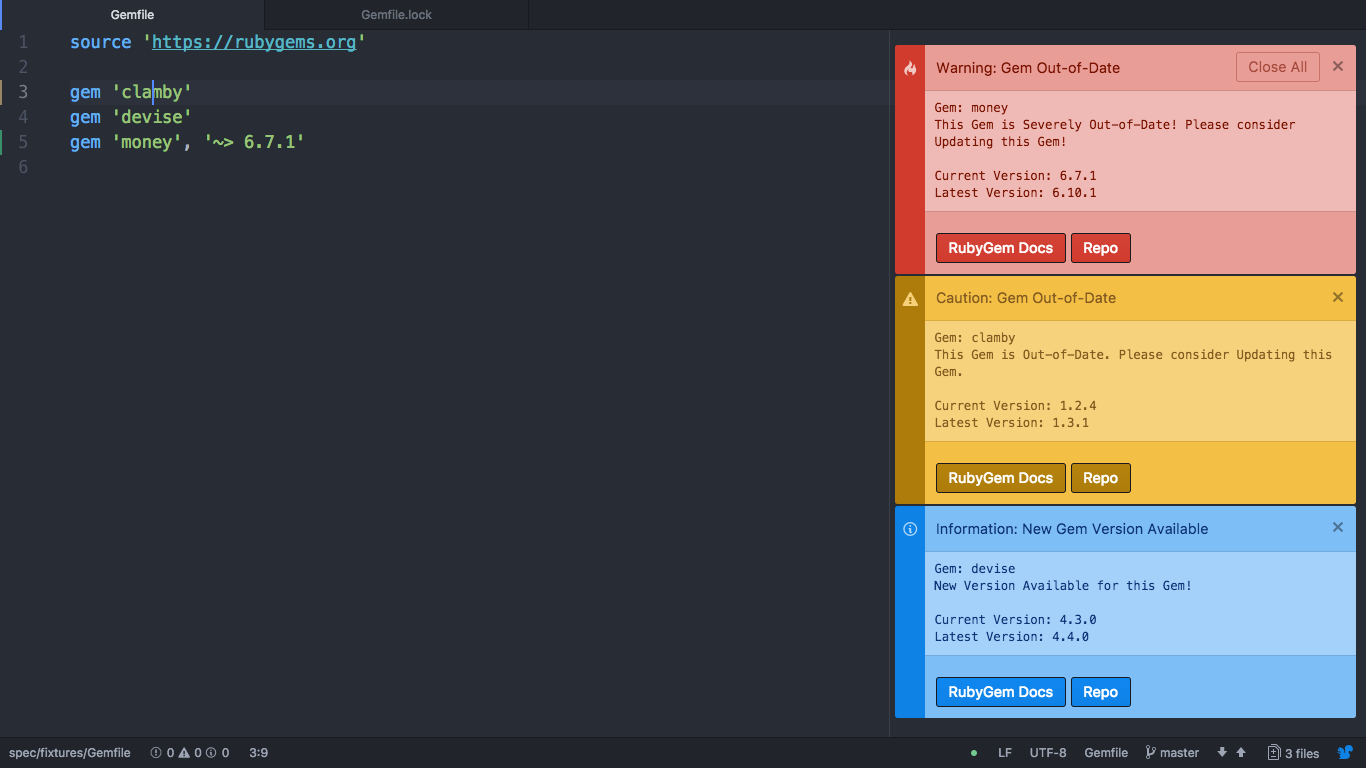 Gemfile
Gemfile.lock
1 source 'https://rubygems.org'
2
3 gem 'clamby'
4 gem 'devise'
5 gem 'money', '~> 6.7.1'
6
Warning: Gem Out-of-Date
Close All
Gem: money
This Gem is Severely Out-of-Date! Please consider
Updating this Gem!
Current Version: 6.7.1
Latest Version: 6.10.1
RubyGem Docs Repo
Caution: Gem Out-of-Date
Gem: clamby
This Gem is Out-of-Date. Please consider Updating this
Gem.
Current Version: 1.2.4
Latest Version: 1.3.1
RubyGem Docs Repo
Information: New Gem Version Available
Gem: devise
New Version Available for this Gem!
Current Version: 4.3.0
Latest Version: 4.4.0
RubyGem Docs Repo
spec/fixtures/Gemfile 0 0 0 3:9 LF UTF-8 Gemfile master 3 files